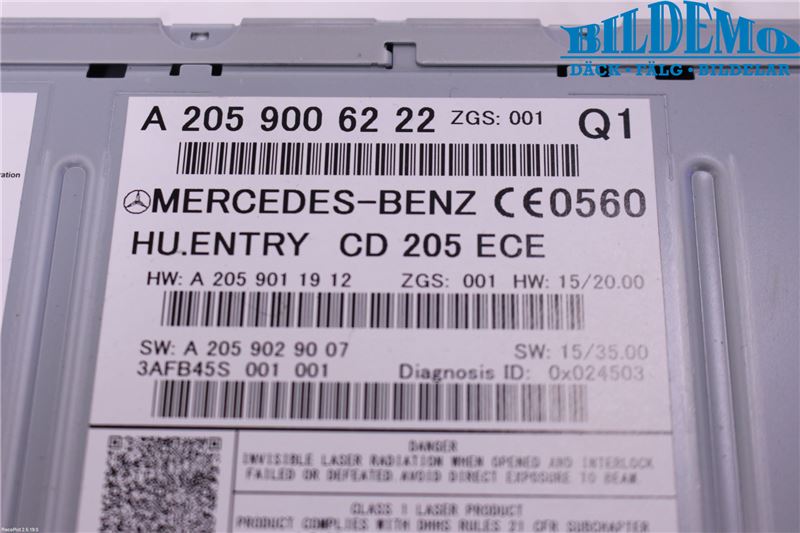 BILDEMO
DÄCK • FÄLG • BILDELAR
A 205 900 62 22 ZGS: 001 Q1
MERCEDES-BENZ CE0560
HU.ENTRY CD 205 ECE
HW: A 205 901 19 12 ZGS: 001 HW: 15/20.00
SW: A 205 902 90 07 SW: 15/35.00
3AFB45S 001 001 Diagnosis ID: 0x024503
DANGER
INVISIBLE LASER RADIATION WHEN OPENED AND INTERLOCK
FAILED OR DEFEATED AVOID DIRECT EXPOSURE TO BEAM.
CLASS 1 LASER PRODUCT
PRODUCT COMPLIES WITH DHHS RULES 21 CFR SUBCHAPTER
ration